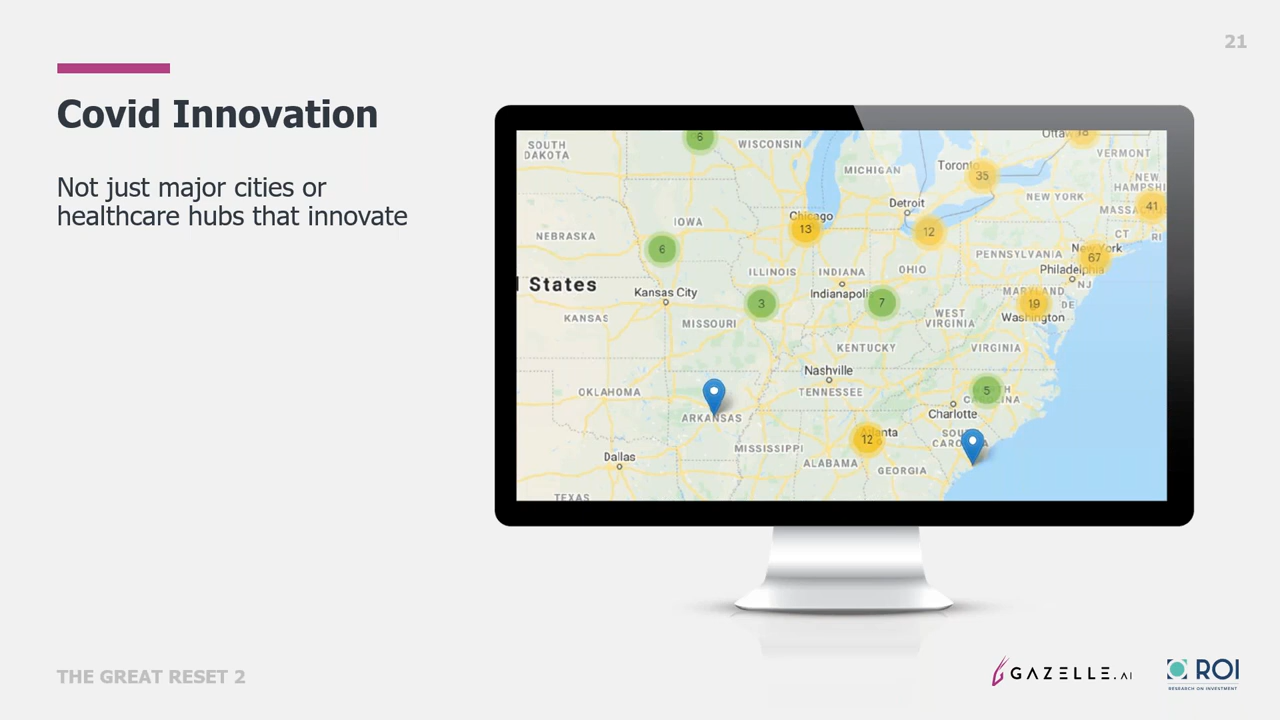 21
Covid Innovation
Not just major cities or
healthcare hubs that innovate
6
SOUTH
DAKOTA
WISCONSIN
18
VERMONT
MICHIGAN
Toronto
35
NEW
HAMPSHI
NEW YORK
41
Detroit
Chicago
13
IOWA
12
CT
RI
NEBRASKA
6
PENNSYLVANIA
New York
67
Philadelphia
ILLINOIS
INDIANA
OHIO
States
Kansas City
3
Indianapoli
7
MARYLAND
NJ
19
DE
Washington
KANSAS
MISSOURI
WEST
VIRGINIA
KENTUCKY
VIRGINIA
Nashville
OKLAHOMA
TENNESSEE
5
Charlotte
ARKANSAS
12
MISSISSIPPI
ALABAMA
GEORGIA
Dallas
TEXAS
THE GREAT RESET 2
GAZELLE.AI
ROI
RESEARCH ON INVESTMENT